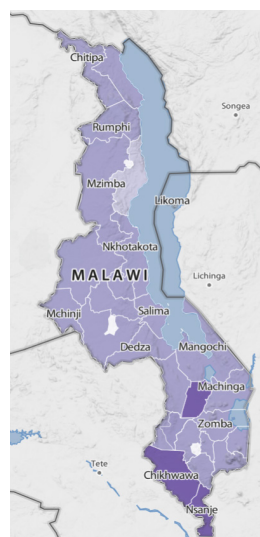 Chitipa
Songea
Rumphi
Mzimba
Likoma
Nkhotakota
MALAWI
Lichinga
Mchinji
Salima
Dedza
Mangochi
Machinga
Zomba
Tete
Chikhwawa
Nsanje